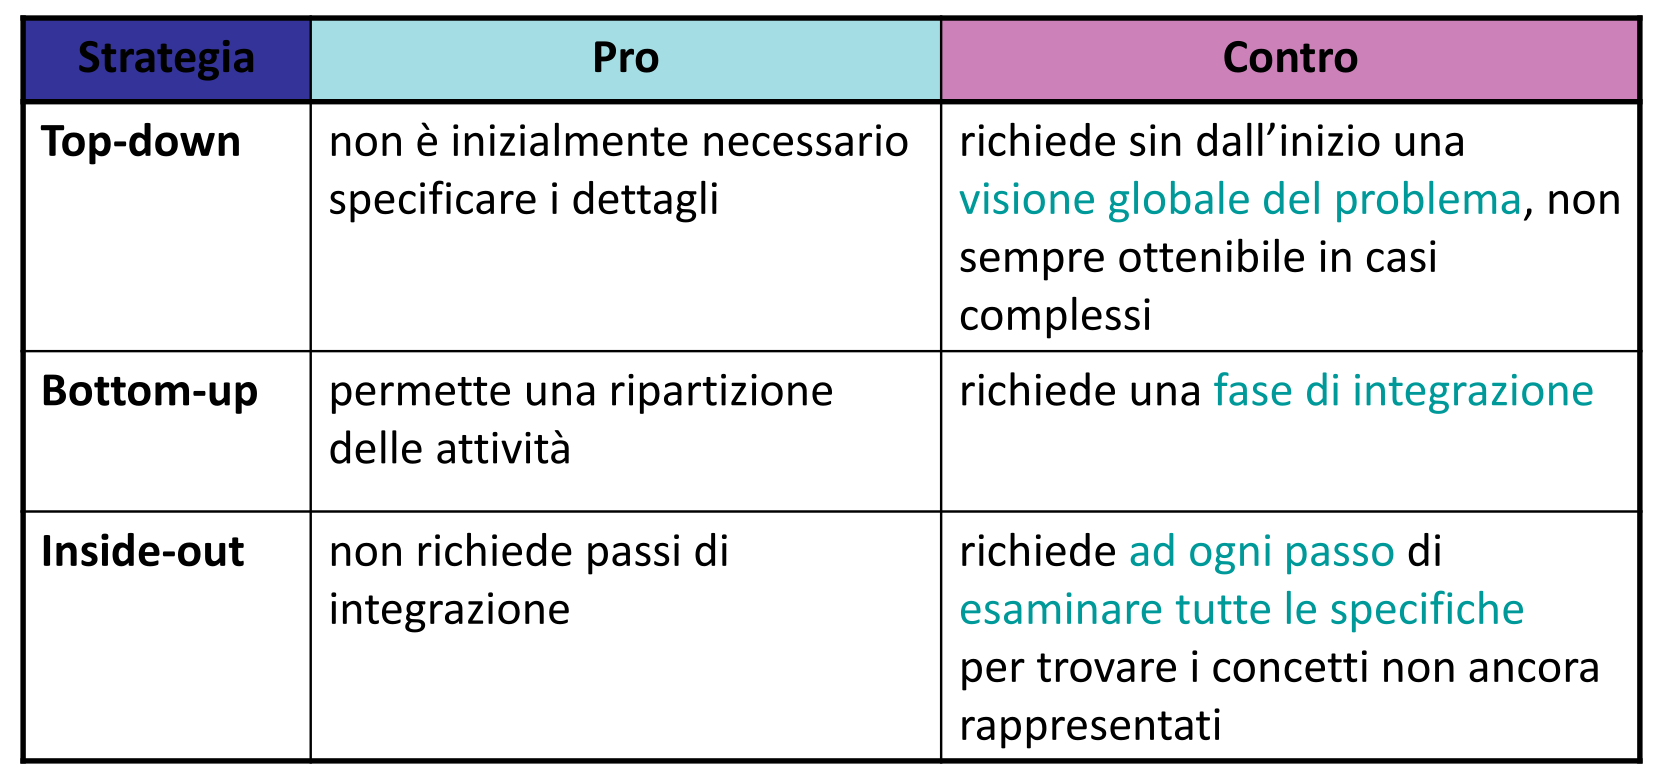 Strategia
Pro
Contro
Top-down
non è inizialmente necessario
specificare i dettagli
richiede sin dall’inizio una
visione globale del problema, non
sempre ottenibile in casi
complessi
Bottom-up
permette una ripartizione
delle attività
richiede una fase di integrazione
Inside-out
non richiede passi di
integrazione
richiede ad ogni passo di
esaminare tutte le specifiche
per trovare i concetti non ancora
rappresentati